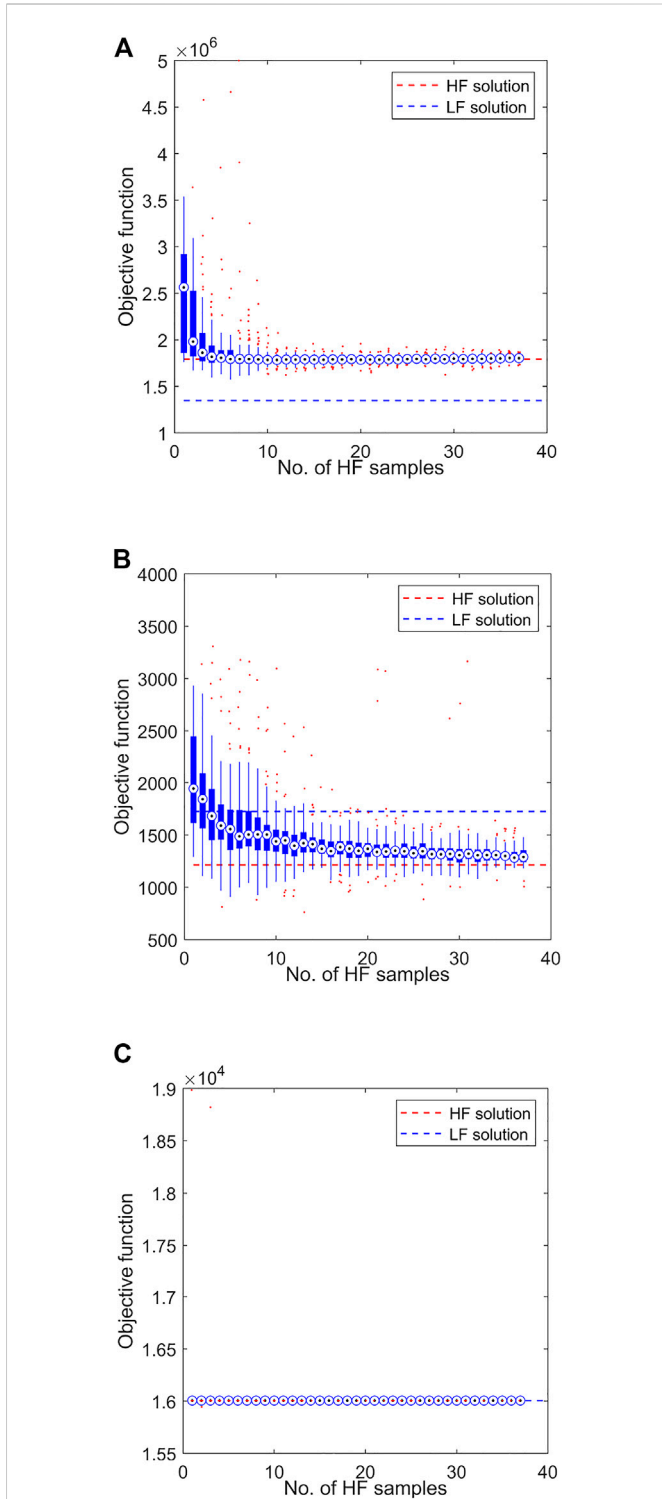 A
×10⁶
5
4.5
4
3.5
3
2.5
2
1.5
1
Objective function
HF solution
LF solution
0 10 20 30 40
No. of HF samples
B
4000
3500
3000
2500
2000
1500
1000
500
Objective function
HF solution
LF solution
0 10 20 30 40
No. of HF samples
C
×10⁴
1.9
1.85
1.8
1.75
1.7
1.65
1.6
1.55
Objective function
HF solution
LF solution
0 10 20 30 40
No. of HF samples